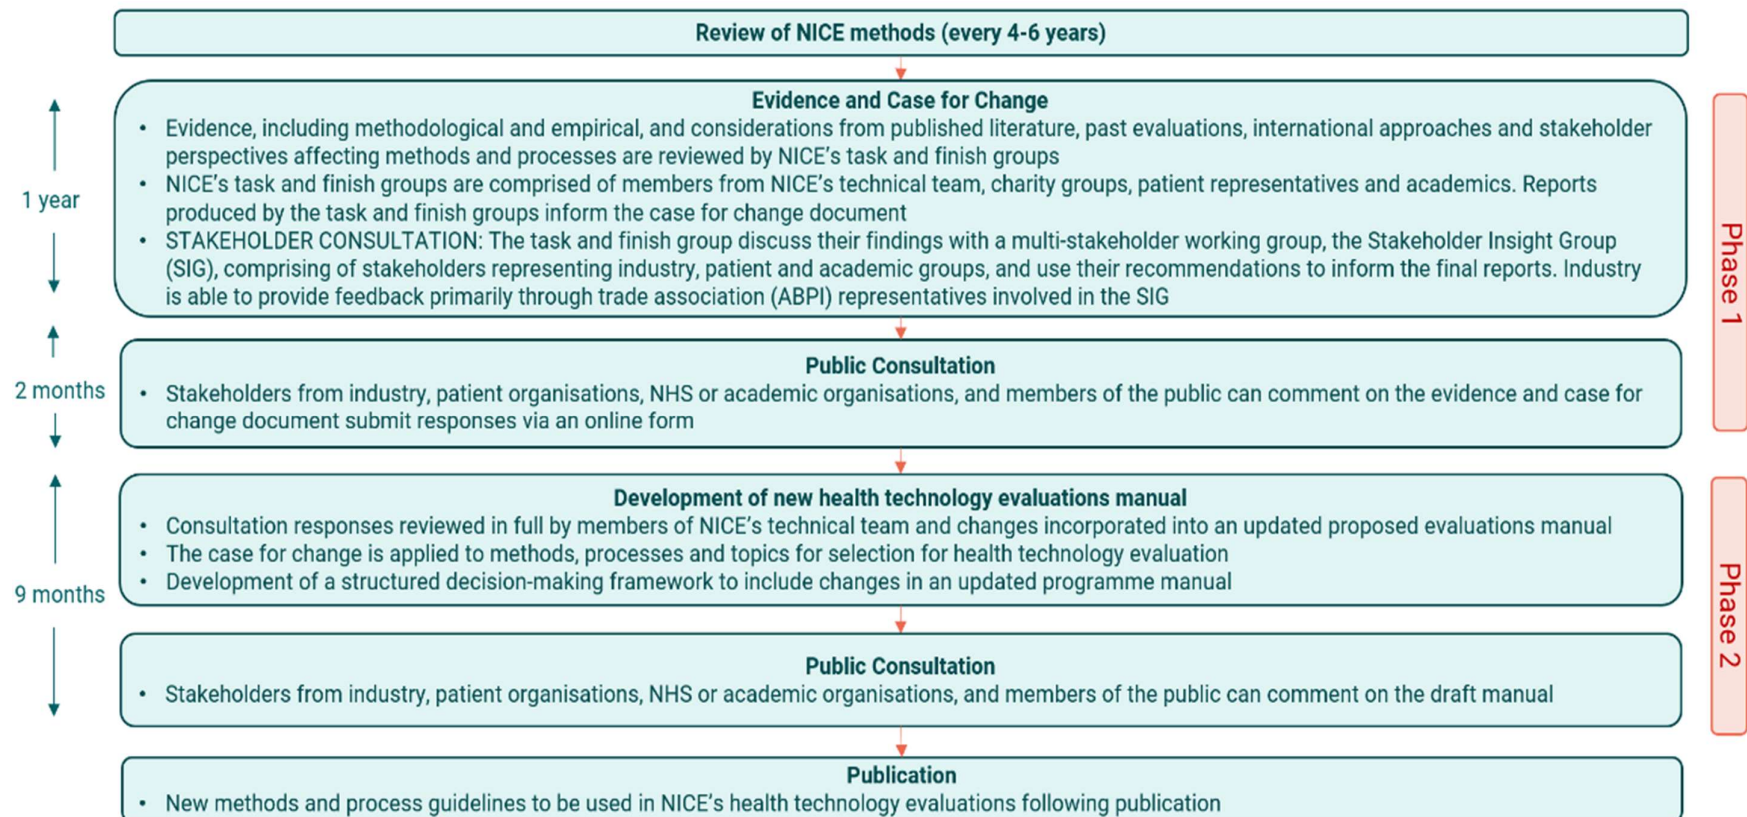 Review of NICE methods (every 4-6 years)
Evidence and Case for Change
• Evidence, including methodological and empirical, and considerations from published literature, past evaluations, international approaches and stakeholder
perspectives affecting methods and processes are reviewed by NICE's task and finish groups
• NICE's task and finish groups are comprised of members from NICE's technical team, charity groups, patient representatives and academics. Reports
produced by the task and finish groups inform the case for change document
• STAKEHOLDER CONSULTATION: The task and finish group discuss their findings with a multi-stakeholder working group, the Stakeholder Insight Group
(SIG), comprising of stakeholders representing industry, patient and academic groups, and use their recommendations to inform the final reports. Industry
is able to provide feedback primarily through trade association (ABPI) representatives involved in the SIG
1 year
Phase 1
Public Consultation
• Stakeholders from industry, patient organisations, NHS or academic organisations, and members of the public can comment on the evidence and case for
change document submit responses via an online form
2 months
Development of new health technology evaluations manual
• Consultation responses reviewed in full by members of NICE's technical team and changes incorporated into an updated proposed evaluations manual
• The case for change is applied to methods, processes and topics for selection for health technology evaluation
• Development of a structured decision-making framework to include changes in an updated programme manual
9 months
Phase 2
Public Consultation
• Stakeholders from industry, patient organisations, NHS or academic organisations, and members of the public can comment on the draft manual
Publication
• New methods and process guidelines to be used in NICE's health technology evaluations following publication